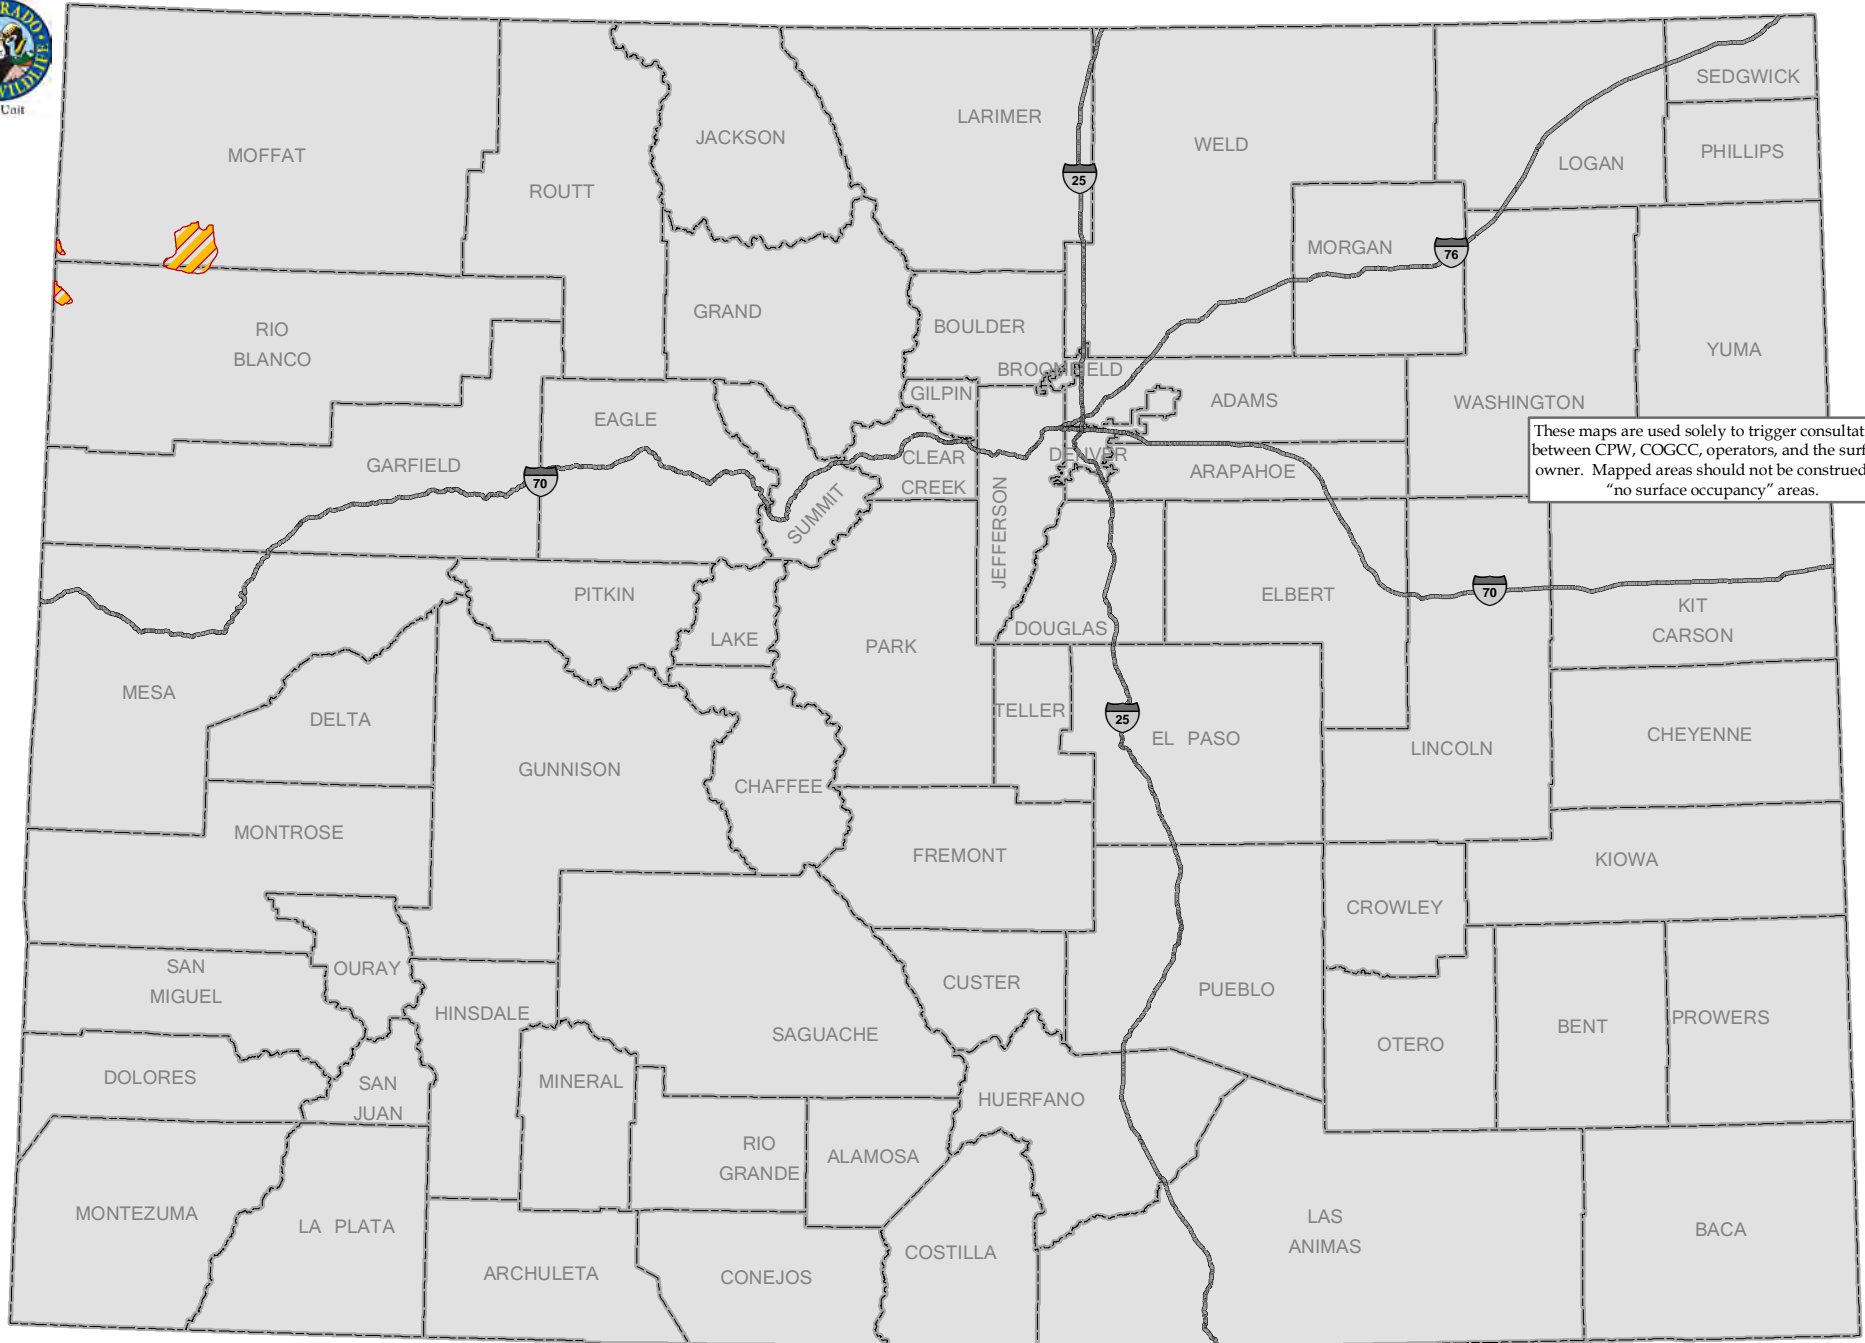 RADO
WILDLIFE
Unit
SEDGWICK
LARIMER
JACKSON
WELD
PHILLIPS
MOFFAT
LOGAN
25
ROUTT
MORGAN
76
GRAND
BOULDER
RIO
BLANCO
YUMA
BROOMFIELD
GILPIN
ADAMS
WASHINGTON
EAGLE
These maps are used solely to trigger consultat
between CPW, COGCC, operators, and the surf
owner. Mapped areas should not be construed
"no surface occupancy" areas.
GARFIELD
CLEAR
CREEK
DENVER
ARAPAHOE
70
SUMMIT
JEFFERSON
PITKIN
ELBERT
70
KIT
CARSON
LAKE
DOUGLAS
PARK
MESA
DELTA
TELLER
25
EL PASO
LINCOLN
CHEYENNE
GUNNISON
CHAFFEE
MONTROSE
FREMONT
KIOWA
CROWLEY
SAN
MIGUEL
OURAY
CUSTER
PUEBLO
HINSDALE
SAGUACHE
BENT
PROWERS
OTERO
DOLORES
SAN
JUAN
MINERAL
HUERFANO
RIO
GRANDE
ALAMOSA
MONTEZUMA
LA PLATA
LAS
ANIMAS
BACA
COSTILLA
ARCHULETA
CONEJOS